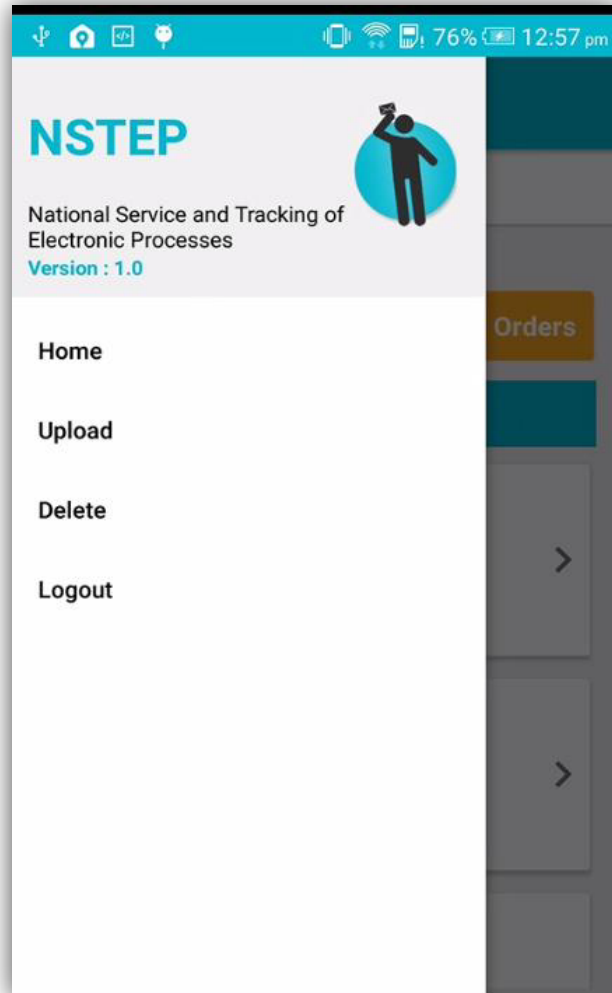 76% 12:57 pm
NSTEP
National Service and Tracking of
Electronic Processes
Version : 1.0
Orders
Home
Upload
Delete
Logout